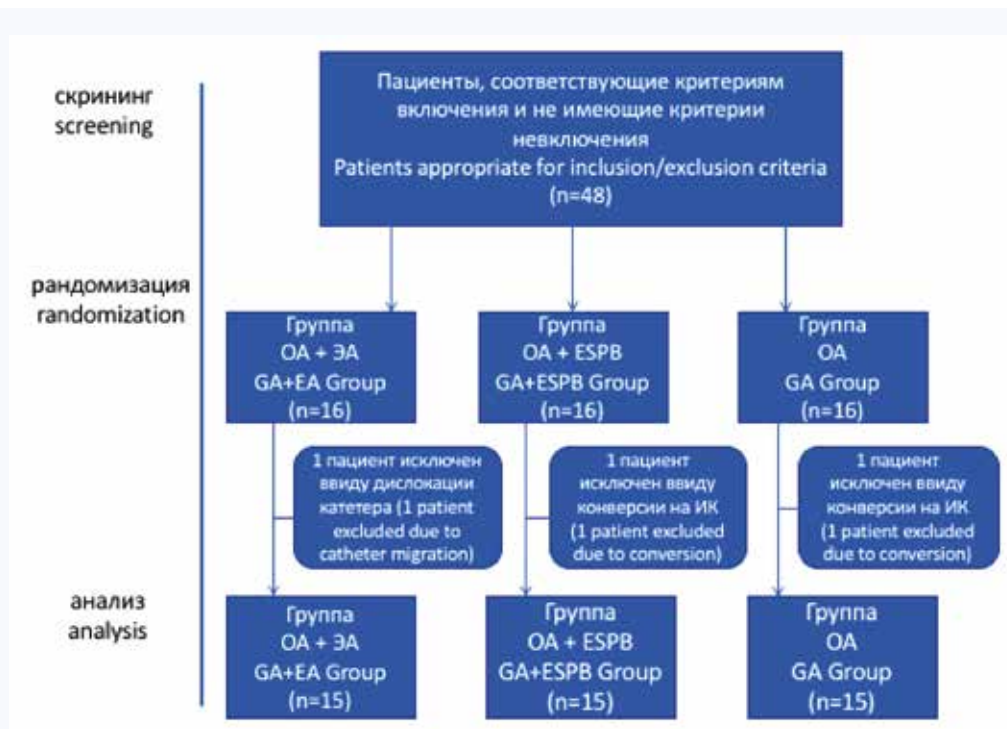 скрининг
screening
Пациенты, соответствующие критериям
включения и не имеющие критерии
невключения
Patients appropriate for inclusion/exclusion criteria
(n=48)
рандомизация
randomization
Группа
ОА + ЭА
GA+EA Group
(n=16)
Группа
ОА + ESPB
GA+ESPB Group
(n=16)
Группа
ОА
GA Group
(n=16)
1 пациент исключен
ввиду дислокации
катетера (1 patient
excluded due to
catheter migration)
1 пациент
исключен ввиду
конверсии на ИК
(1 patient excluded
due to conversion)
1 пациент
исключен ввиду
конверсии на ИК
(1 patient excluded
due to conversion)
анализ
analysis
Группа
ОА + ЭА
GA+EA Group
(n=15)
Группа
ОА + ESPB
GA+ESPB Group
(n=15)
Группа
ОА
GA Group
(n=15)